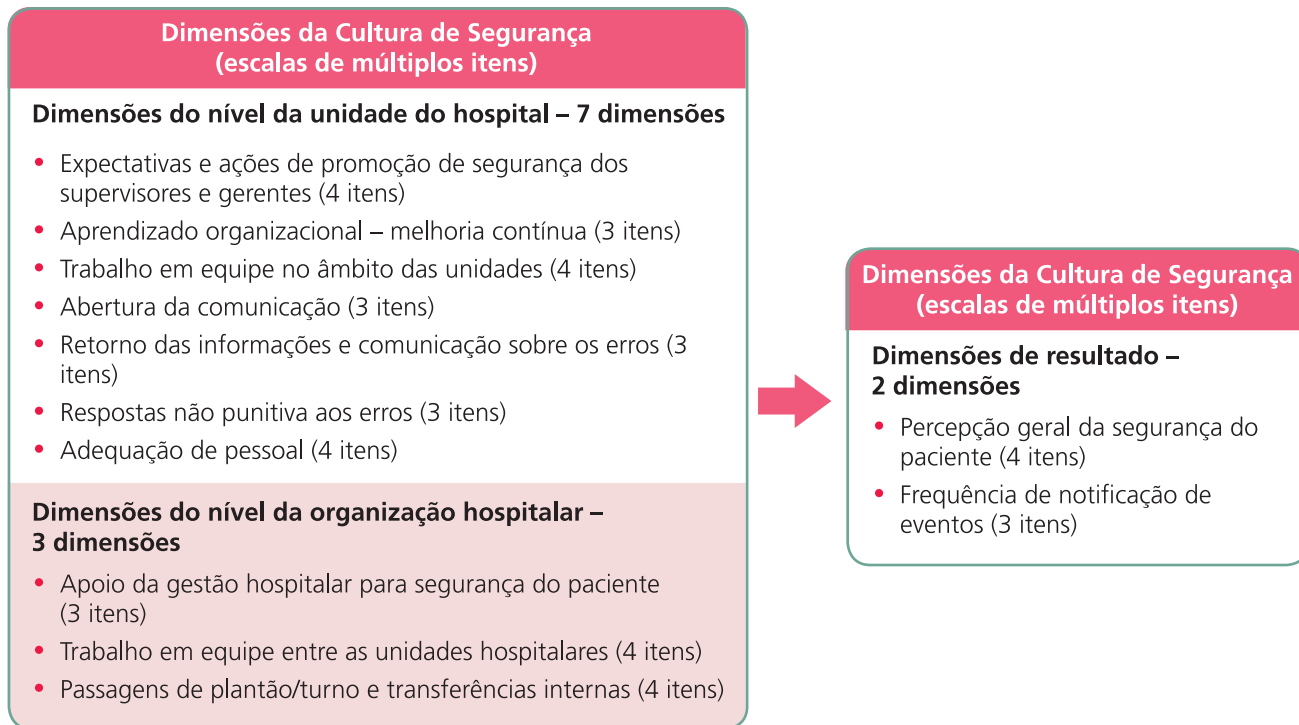 Dimensões da Cultura de Segurança
(escalas de múltiplos itens)
Dimensões do nível da unidade do hospital – 7 dimensões
• Expectativas e ações de promoção de segurança dos
supervisores e gerentes (4 itens)
• Aprendizado organizacional – melhoria contínua (3 itens)
• Trabalho em equipe no âmbito das unidades (4 itens)
• Abertura da comunicação (3 itens)
• Retorno das informações e comunicação sobre os erros (3
itens)
• Respostas não punitiva aos erros (3 itens)
• Adequação de pessoal (4 itens)
Dimensões do nível da organização hospitalar –
3 dimensões
• Apoio da gestão hospitalar para segurança do paciente
(3 itens)
• Trabalho em equipe entre as unidades hospitalares (4 itens)
• Passagens de plantão/turno e transferências internas (4 itens)
Dimensões da Cultura de Segurança
(escalas de múltiplos itens)
Dimensões de resultado –
2 dimensões
• Percepção geral da segurança do
paciente (4 itens)
• Frequência de notificação de
eventos (3 itens)